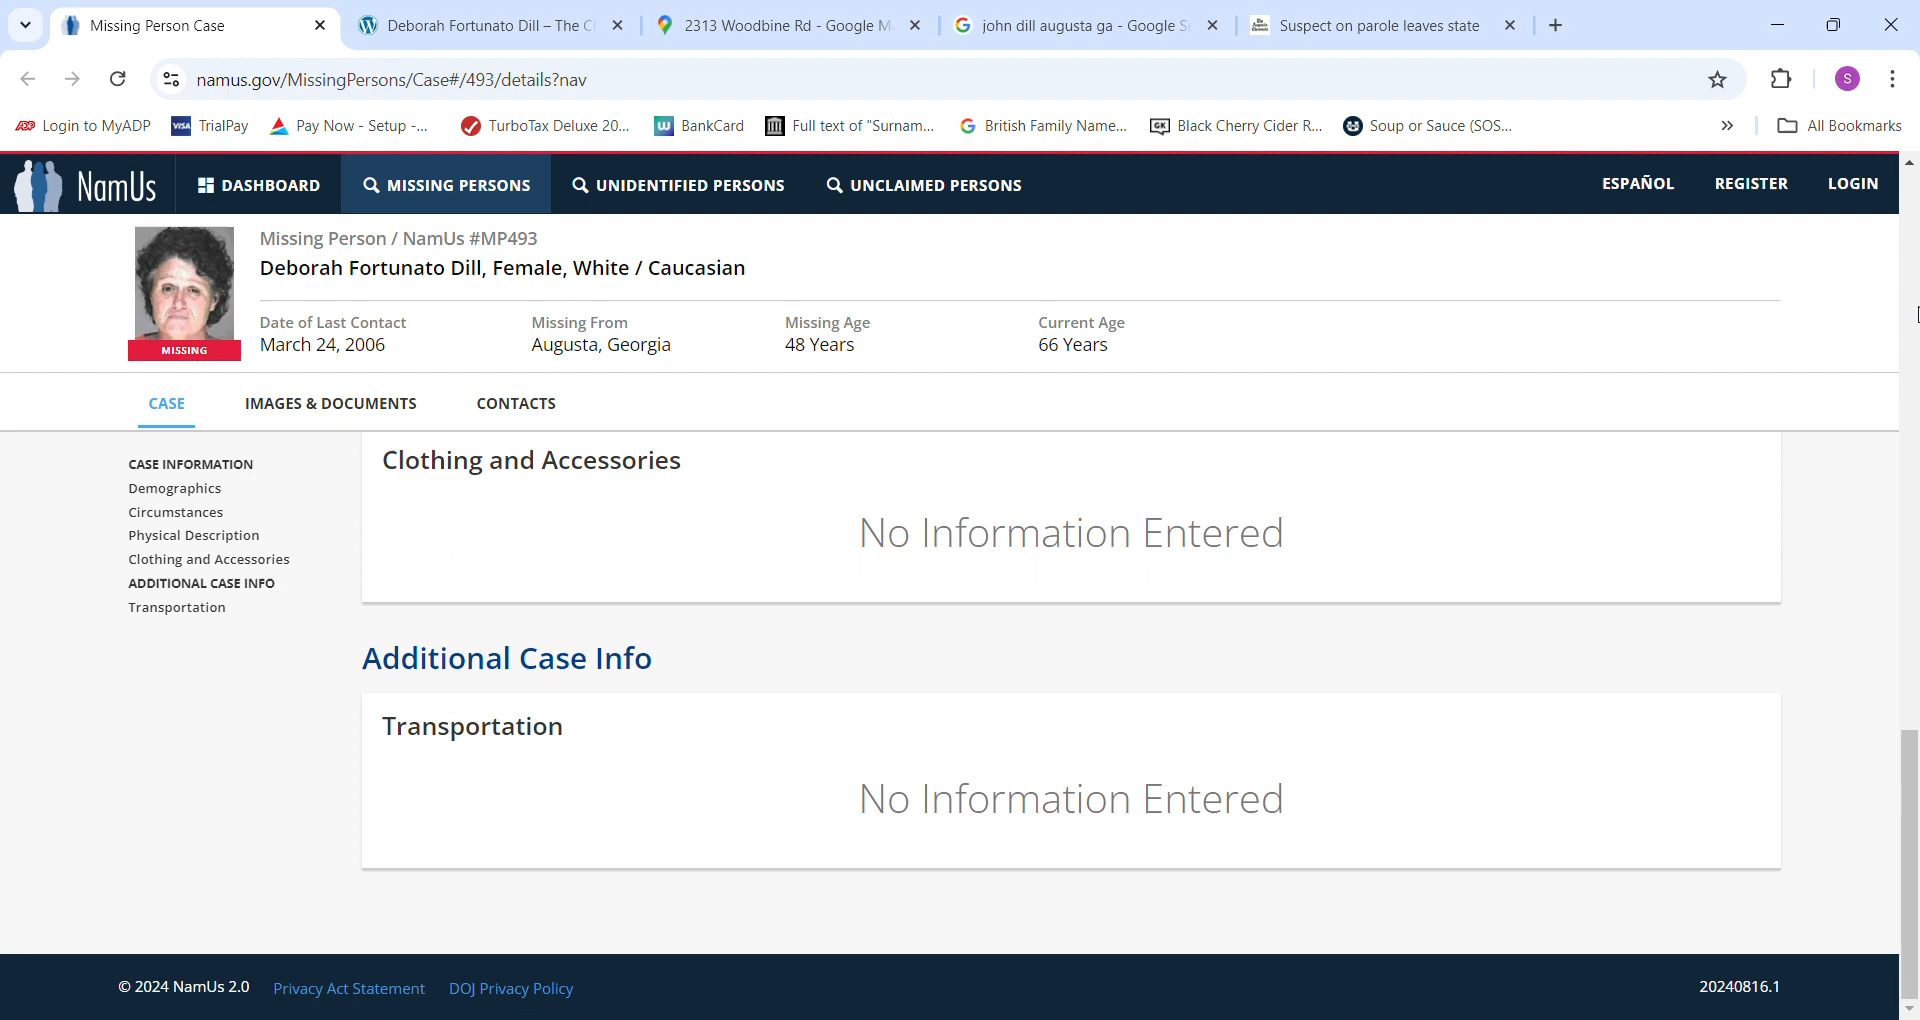 Missing Person Case
Deborah Fortunato Dill – The C
2313 Woodbine Rd - Google M
john dill augusta ga - Google S
Suspect on parole leaves state
namus.gov/MissingPersons/Case#/493/details?nav
S
Login to MyADP
VISA TrialPay
Pay Now - Setup -...
TurboTax Deluxe 20...
BankCard
Full text of "Surnam...
British Family Name...
GK Black Cherry Cider R...
Soup or Sauce (SOS...
All Bookmarks
NamUs
DASHBOARD
MISSING PERSONS
UNIDENTIFIED PERSONS
UNCLAIMED PERSONS
ESPAÑOL
REGISTER
LOGIN
Missing Person / NamUs #MP493
Deborah Fortunato Dill, Female, White / Caucasian
MISSING
Date of Last Contact
March 24, 2006
Missing From
Augusta, Georgia
Missing Age
48 Years
Current Age
66 Years
CASE
IMAGES & DOCUMENTS
CONTACTS
CASE INFORMATION
Demographics
Circumstances
Physical Description
Clothing and Accessories
ADDITIONAL CASE INFO
Transportation
Clothing and Accessories
No Information Entered
Additional Case Info
Transportation
No Information Entered
© 2024 NamUs 2.0
Privacy Act Statement
DOJ Privacy Policy
20240816.1